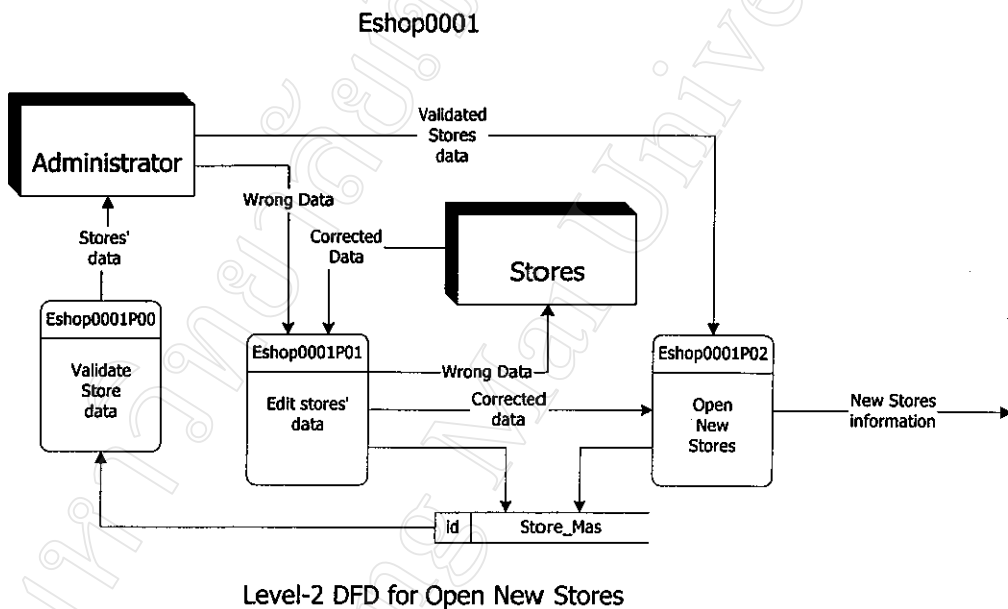 Eshop0001
Administrator
Validated
Stores
data
Wrong Data
Stores'
data
Corrected
Data
Stores
Eshop0001P00
Validate
Store
data
Eshop0001P01
Edit stores'
data
Wrong Data
Corrected
data
Eshop0001P02
Open
New
Stores
New Stores
information
id
Store_Mas
Level-2 DFD for Open New Stores